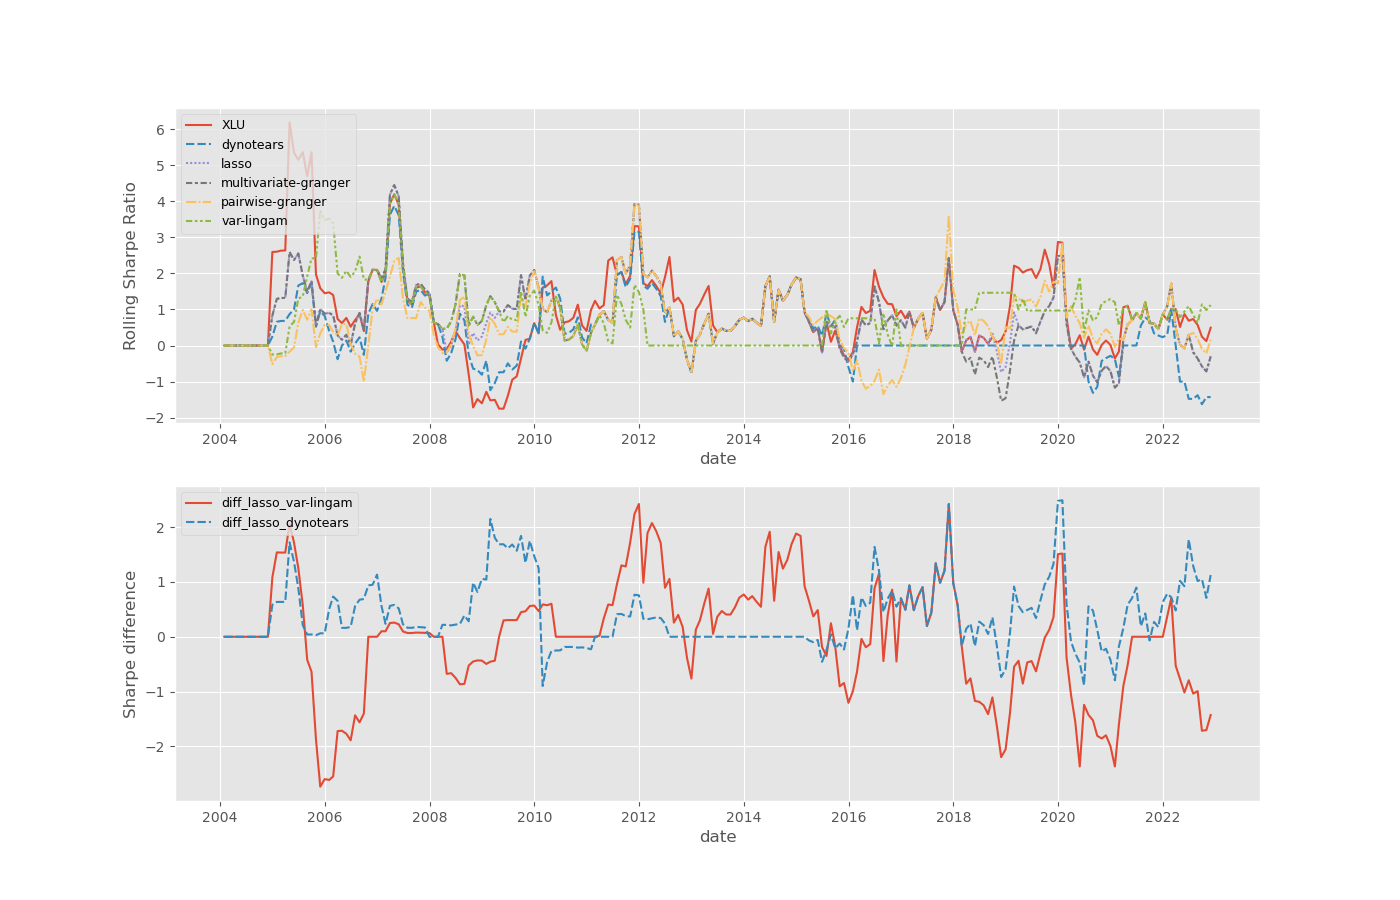 6
5
4
3
2
1
0
−1
−2
Rolling Sharpe Ratio
XLU
dynotears
lasso
multivariate-granger
pairwise-granger
var-lingam
2004 2006 2008 2010 2012 2014 2016 2018 2020 2022
date
2
1
0
−1
−2
Sharpe difference
diff_lasso_var-lingam
diff_lasso_dynotears
2004 2006 2008 2010 2012 2014 2016 2018 2020 2022
date